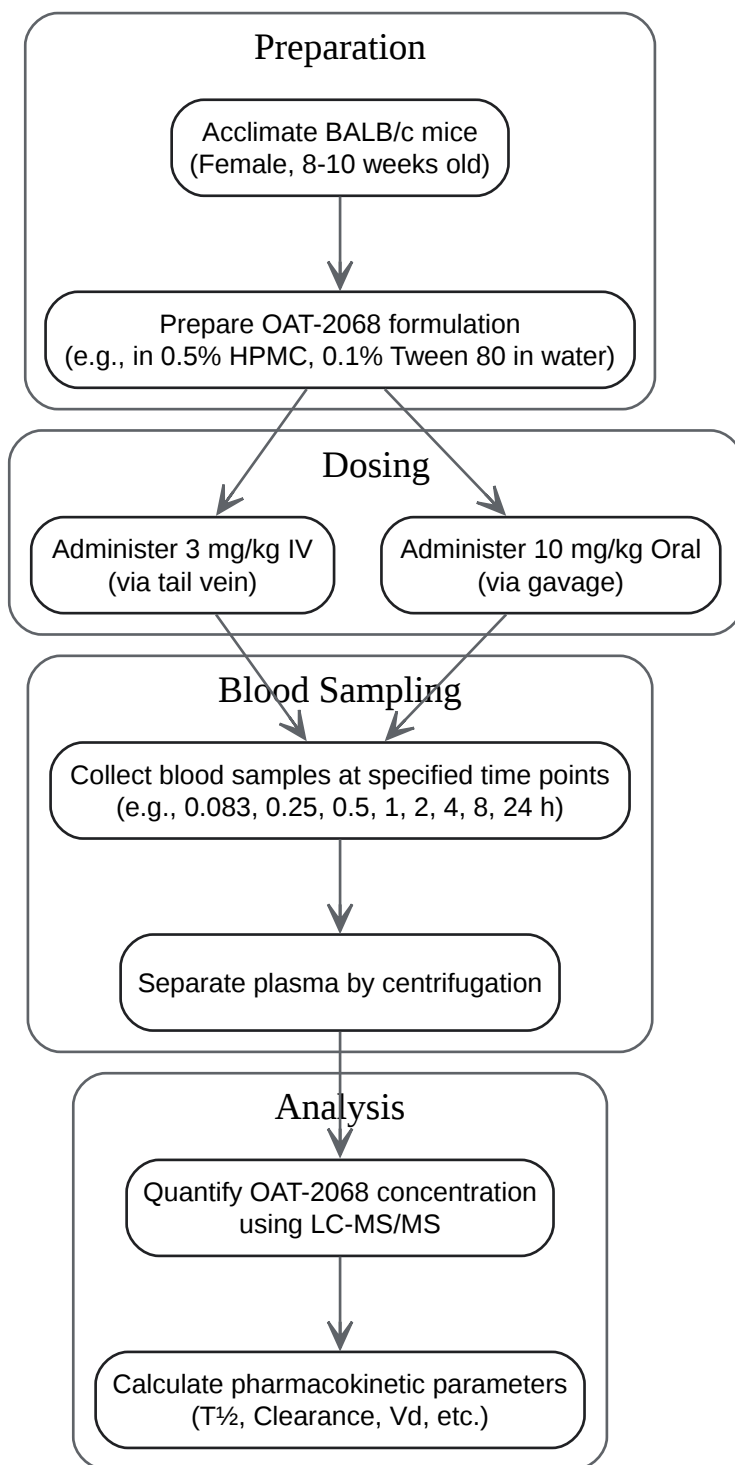 Preparation
Acclimate BALB/c mice
(Female, 8-10 weeks old)
Prepare OAT-2068 formulation
(e.g., in 0.5% HPMC, 0.1% Tween 80 in water)
Dosing
Administer 3 mg/kg IV
(via tail vein)
Administer 10 mg/kg Oral
(via gavage)
Blood Sampling
Collect blood samples at specified time points
(e.g., 0.083, 0.25, 0.5, 1, 2, 4, 8, 24 h)
Separate plasma by centrifugation
Analysis
Quantify OAT-2068 concentration
using LC-MS/MS
Calculate pharmacokinetic parameters
(T½, Clearance, Vd, etc.)